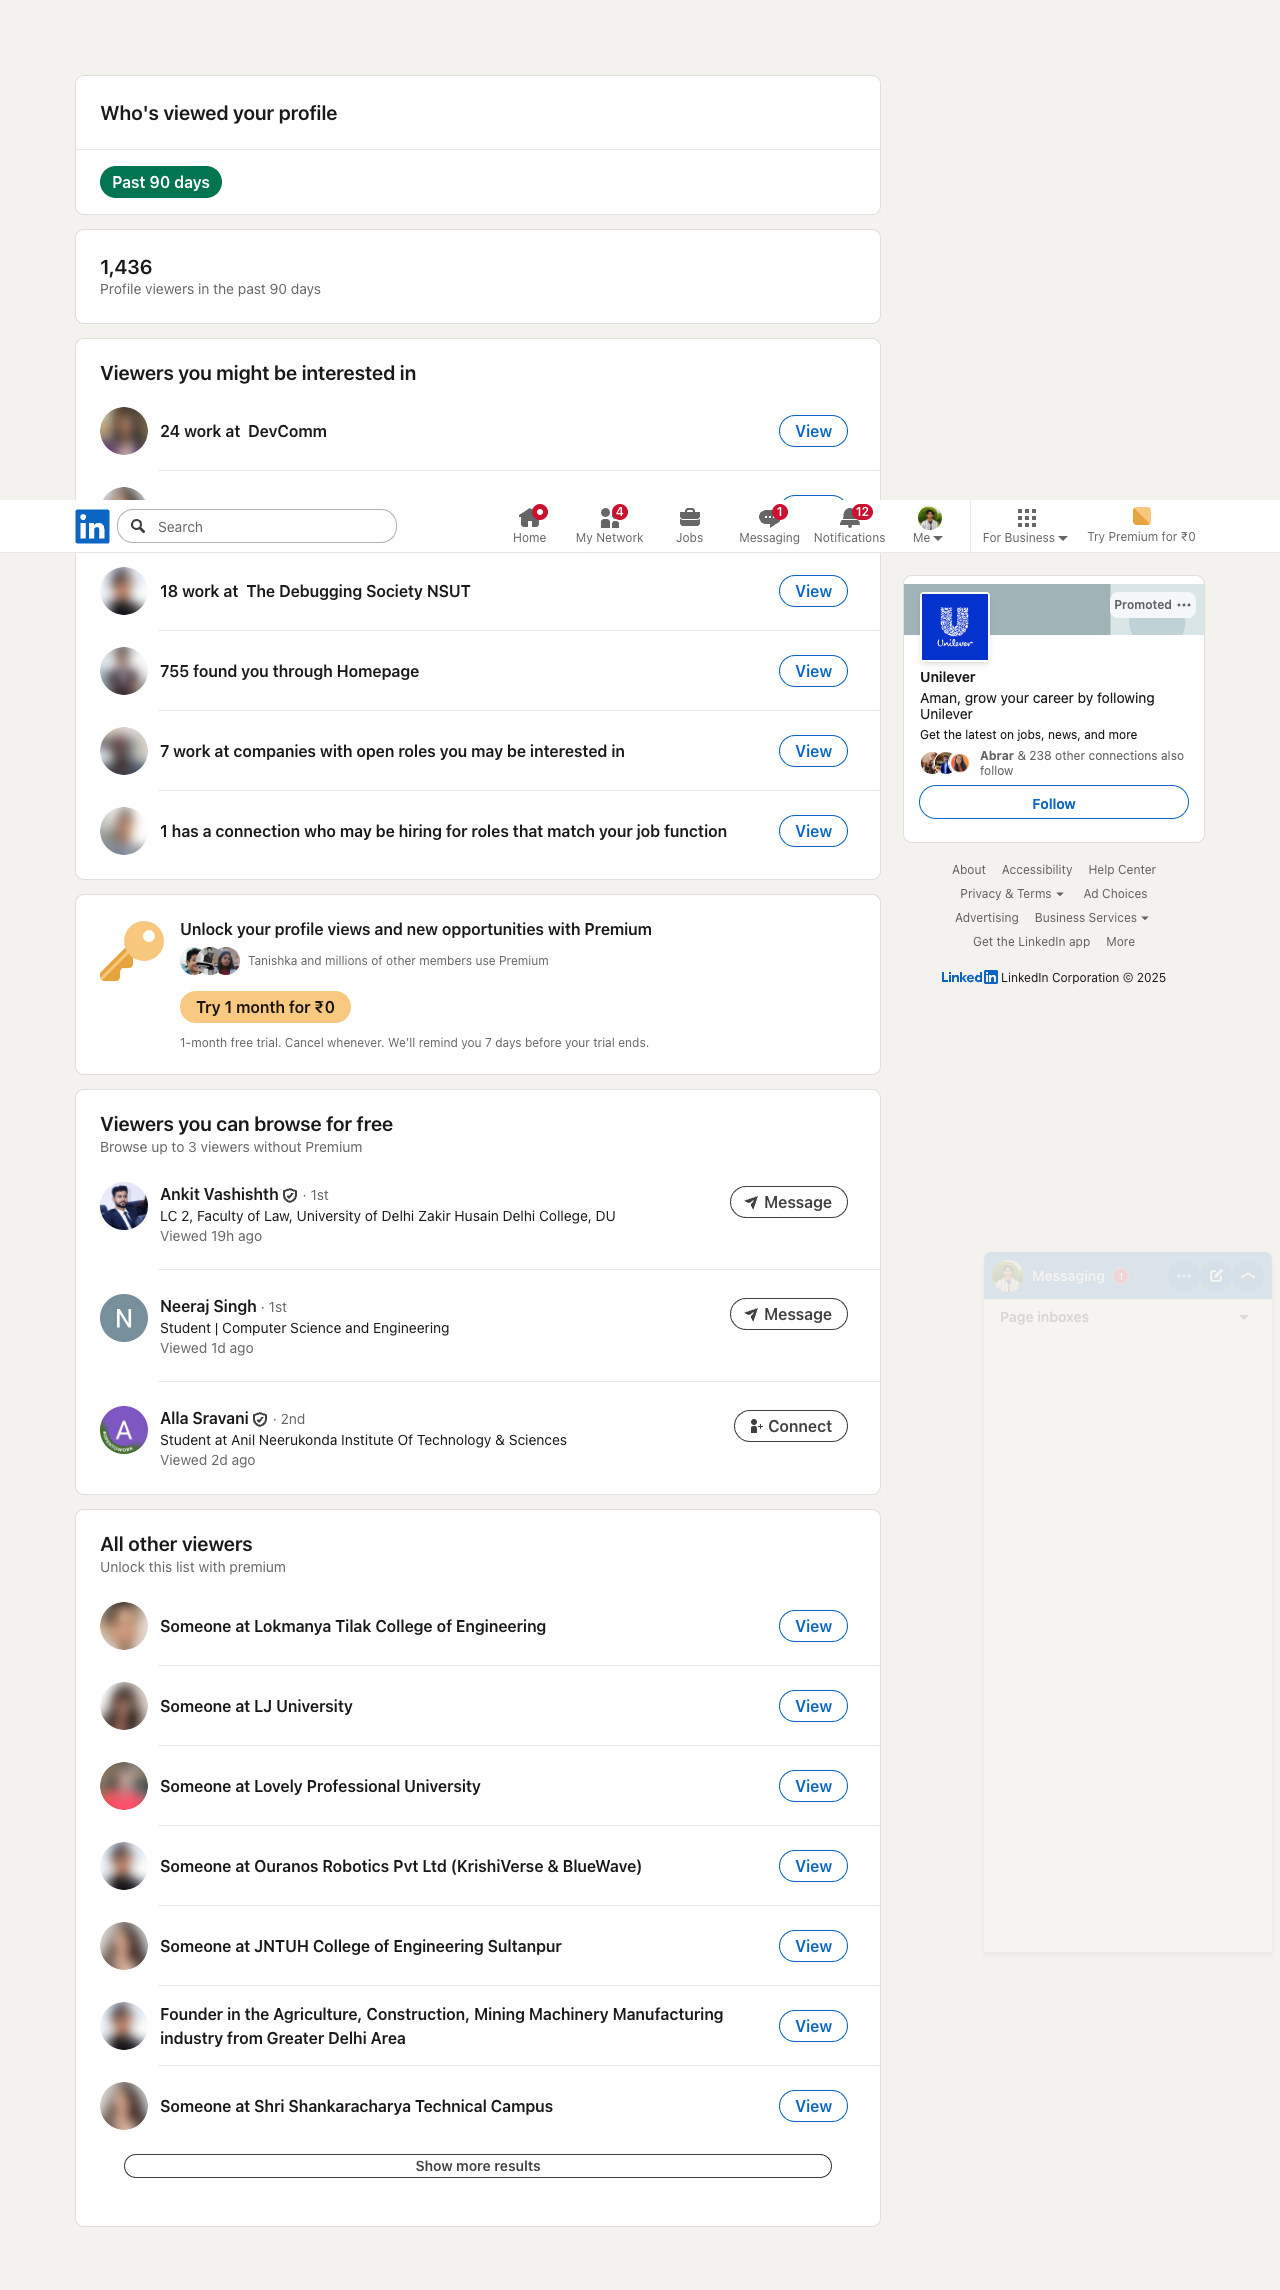 Who's viewed your profile
Past 90 days
1,436
Profile viewers in the past 90 days
Viewers you might be interested in
24 work at DevComm
View
in
Search
Home
4
My Network
Jobs
1
Messaging
12
Notifications
Me
For Business
Try Premium for ₹0
18 work at The Debugging Society NSUT
View
755 found you through Homepage
View
7 work at companies with open roles you may be interested in
View
1 has a connection who may be hiring for roles that match your job function
View
Promoted
Unilever
Unilever
Aman, grow your career by following
Unilever
Get the latest on jobs, news, and more
Abrar & 238 other connections also
follow
Follow
About Accessibility Help Center
Privacy & Terms Ad Choices
Advertising Business Services
Get the LinkedIn app More
Linkedin LinkedIn Corporation © 2025
Unlock your profile views and new opportunities with Premium
Tanishka and millions of other members use Premium
Try 1 month for ₹0
1-month free trial. Cancel whenever. We'll remind you 7 days before your trial ends.
Viewers you can browse for free
Browse up to 3 viewers without Premium
Ankit Vashishth · 1st
LC 2, Faculty of Law, University of Delhi Zakir Husain Delhi College, DU
Viewed 19h ago
Message
N
Neeraj Singh · 1st
Student | Computer Science and Engineering
Viewed 1d ago
Message
A
Alla Sravani · 2nd
Student at Anil Neerukonda Institute Of Technology & Sciences
Viewed 2d ago
Connect
Messaging 1
Page inboxes
All other viewers
Unlock this list with premium
Someone at Lokmanya Tilak College of Engineering
View
Someone at LJ University
View
Someone at Lovely Professional University
View
Someone at Ouranos Robotics Pvt Ltd (KrishiVerse & BlueWave)
View
Someone at JNTUH College of Engineering Sultanpur
View
Founder in the Agriculture, Construction, Mining Machinery Manufacturing
industry from Greater Delhi Area
View
Someone at Shri Shankaracharya Technical Campus
View
Show more results